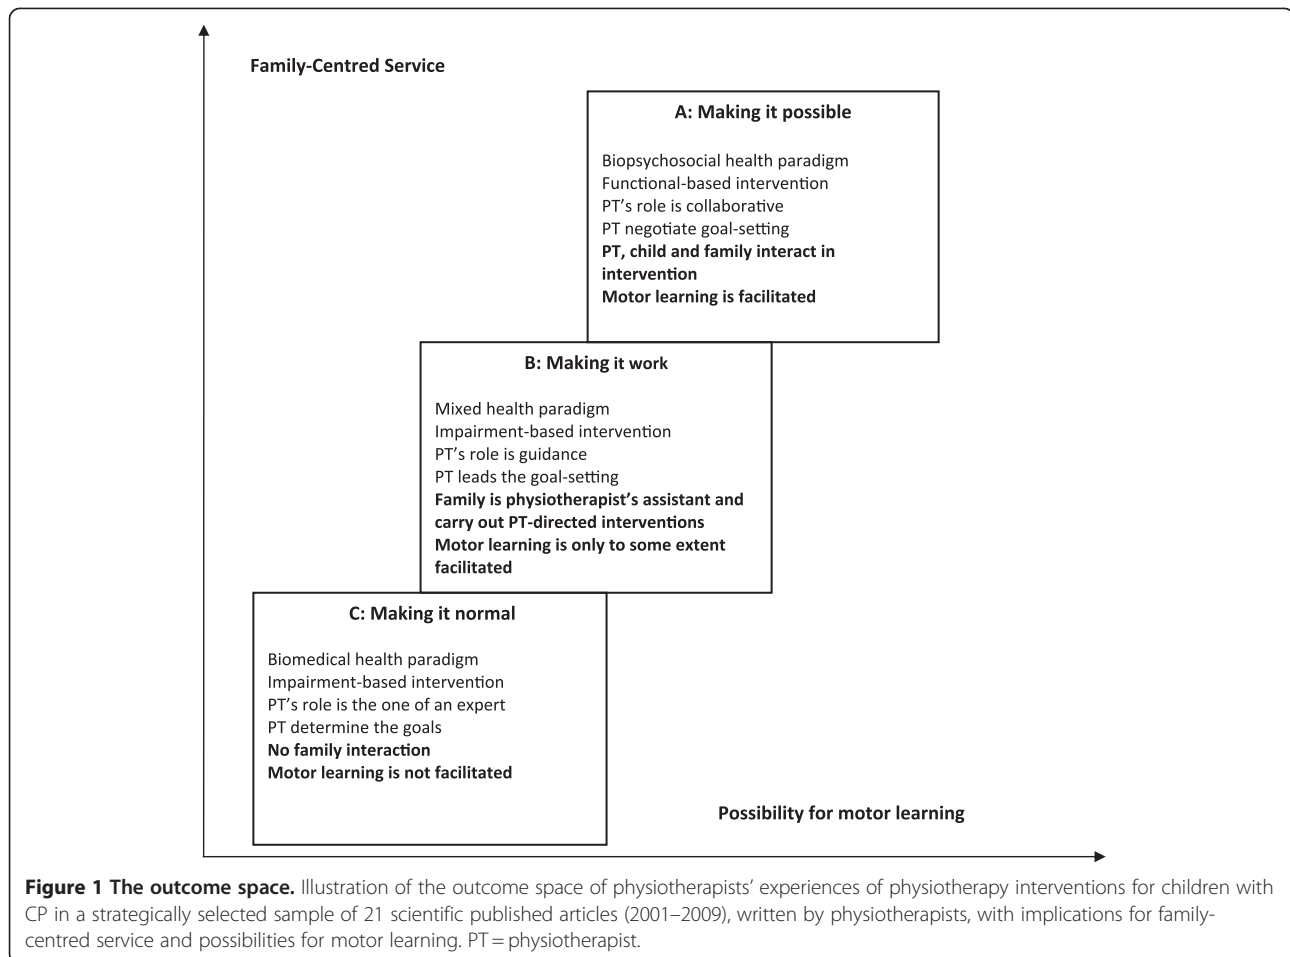 Family-Centred Service
A: Making it possible
Biopsychosocial health paradigm
Functional-based intervention
PT's role is collaborative
PT negotiate goal-setting
PT, child and family interact in
intervention
Motor learning is facilitated
B: Making it work
Mixed health paradigm
Impairment-based intervention
PT's role is guidance
PT leads the goal-setting
Family is physiotherapist's assistant and
carry out PT-directed interventions
Motor learning is only to some extent
facilitated
C: Making it normal
Biomedical health paradigm
Impairment-based intervention
PT's role is the one of an expert
PT determine the goals
No family interaction
Motor learning is not facilitated
Possibility for motor learning
Figure 1 The outcome space. Illustration of the outcome space of physiotherapists' experiences of physiotherapy interventions for children with
CP in a strategically selected sample of 21 scientific published articles (2001–2009), written by physiotherapists, with implications for family-
centred service and possibilities for motor learning. PT = physiotherapist.